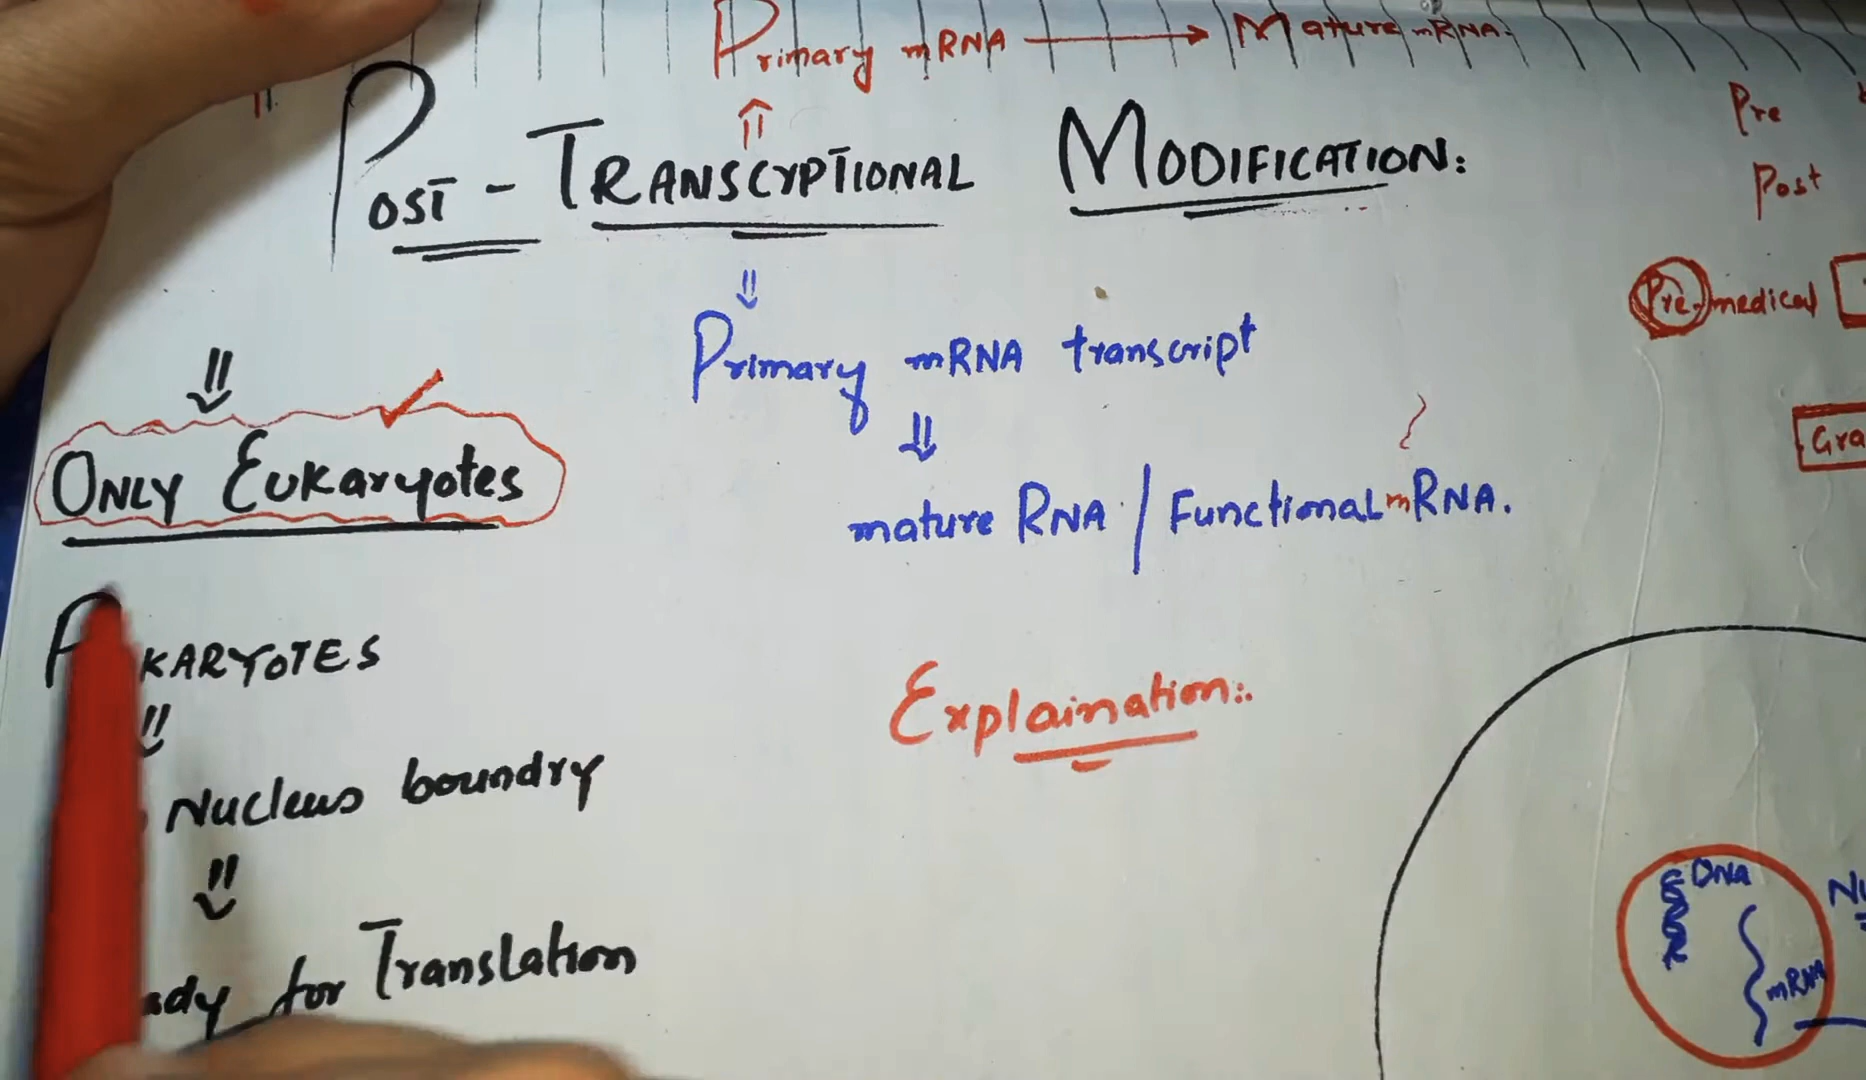 Primary mRNA → Mature mRNA.
POST - TRANSCYPTIONAL MODIFICATION:
Pre
Post
Pre-medical
Primary mRNA transcript
ONLY Eukaryotes
mature RNA / Functional mRNA.
KARYOTES
Explaination:.
Nucleus boundry
DNA
mRNA
for Translation